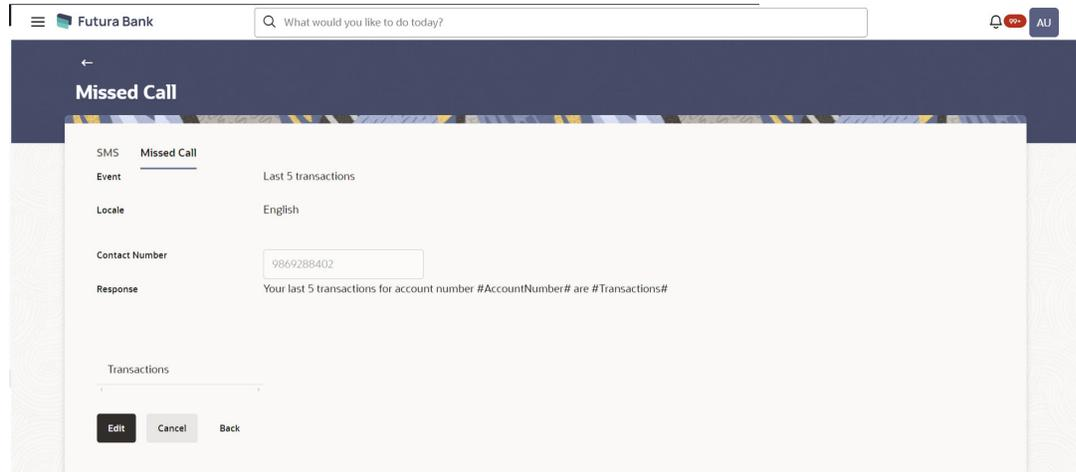 Futura Bank
What would you like to do today?
99+
AU
Missed Call
SMS Missed Call
Event Last 5 transactions
Locale English
Contact Number 9869288402
Response Your last 5 transactions for account number #AccountNumber# are #Transactions#
Transactions
Edit Cancel Back